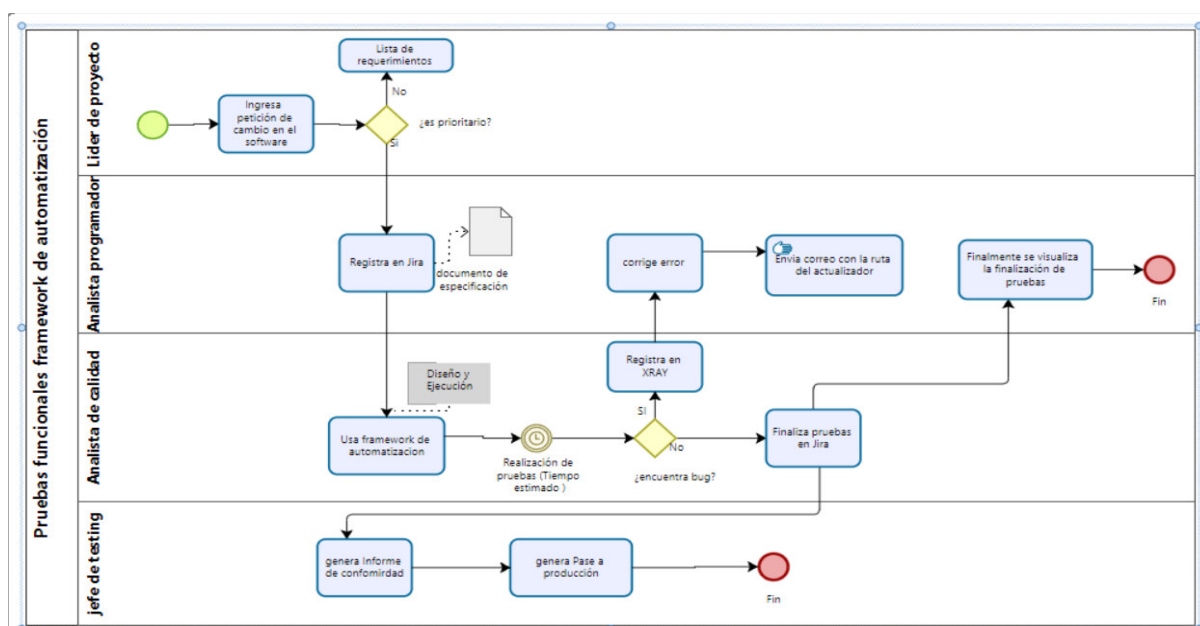 Pruebas funcionales framework de automatización
Lider de proyecto
Lista de
requerimientos
No
Ingresa
petición de
cambio en el
software
¿es prioritario?
Si
Analista programador
Registra en Jira
documento de
especificación
corrige error
Envia correo con la ruta
del actualizador
Finalmente se visualiza
la finalización de
pruebas
Fin
Analista de calidad
Diseño y
Ejecución
Usa framework de
automatizacion
Realización de
pruebas (Tiempo
estimado )
Registra en
XRAY
SI
No
¿encuentra bug?
Finaliza pruebas
en Jira
jefe de testing
genera Informe
de confomirdad
genera Pase a
producción
Fin